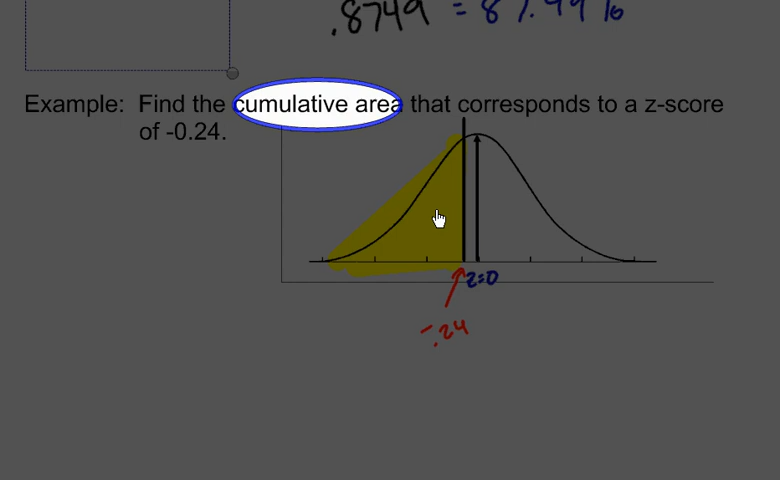 .8749 = 87.49%
Example: Find the cumulative area that corresponds to a z-score
of -0.24.
z=0
-.24